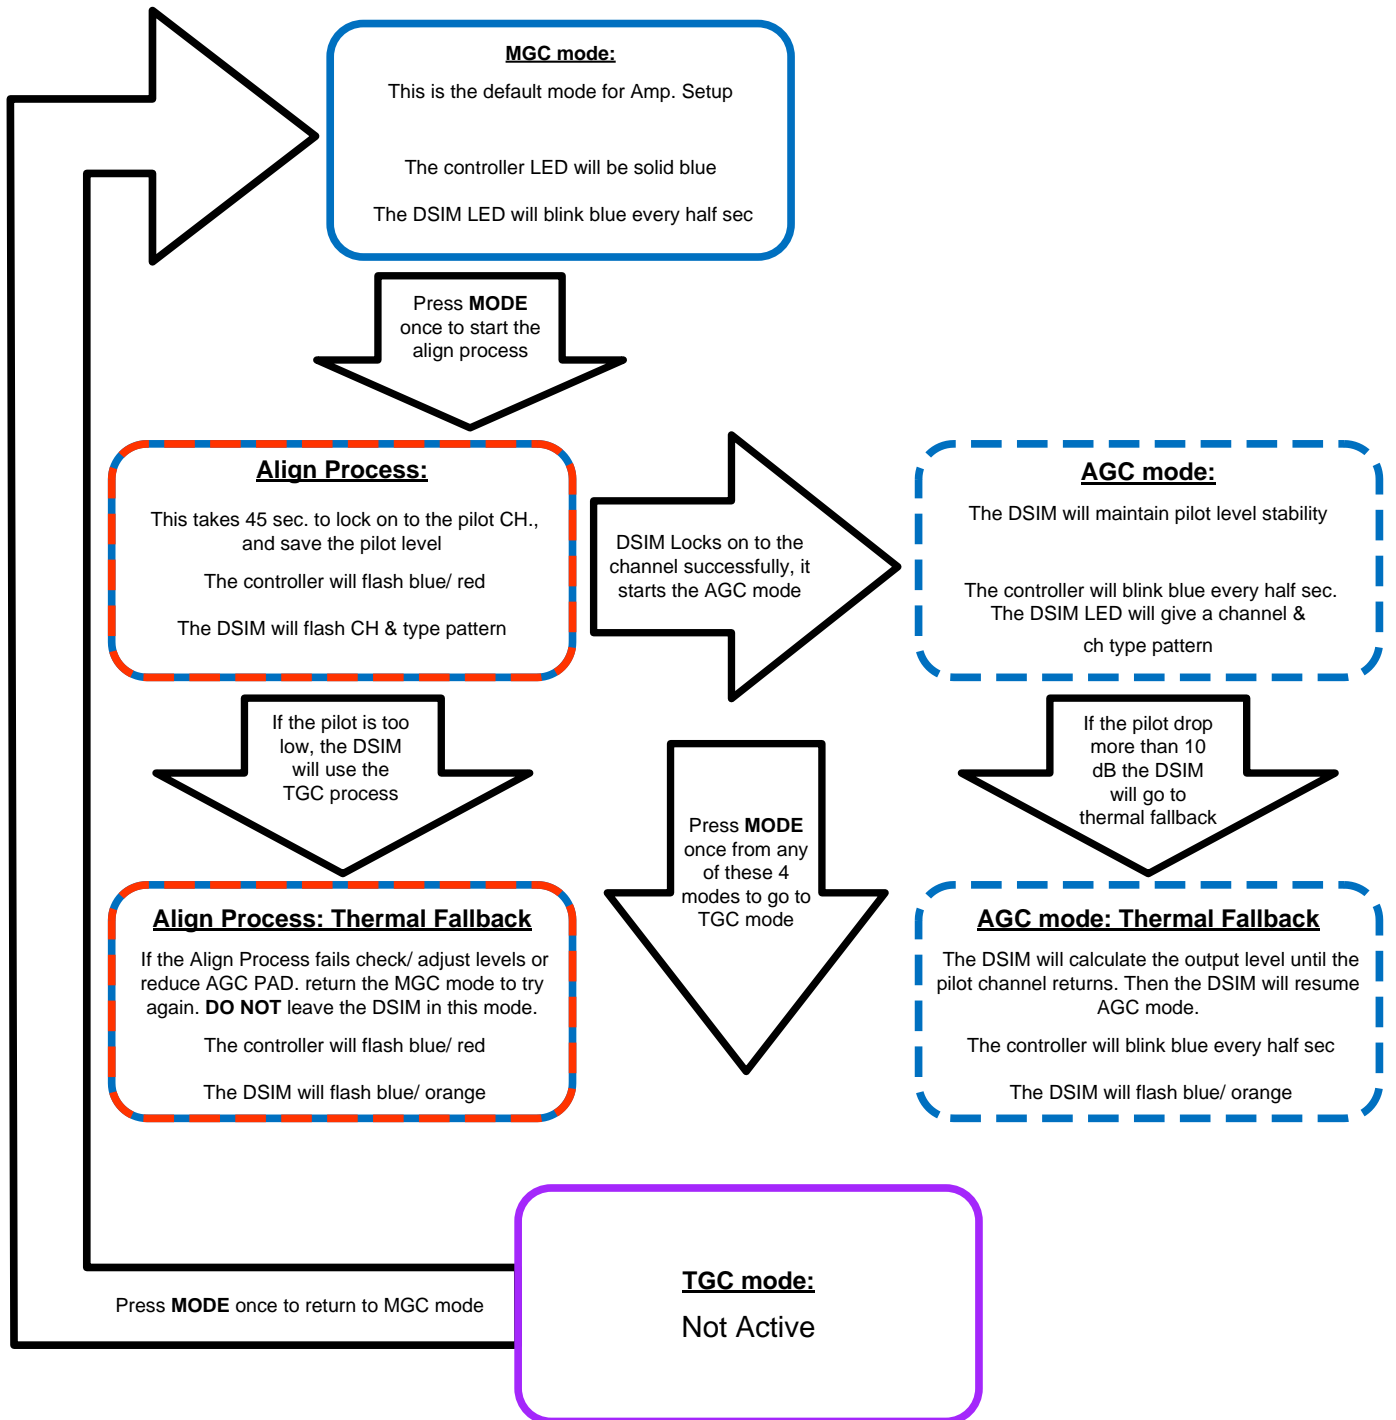 MGC mode:
This is the default mode for Amp. Setup
The controller LED will be solid blue
The DSIM LED will blink blue every half sec
Press MODE
once to start the
align process
Align Process:
This takes 45 sec. to lock on to the pilot CH.,
and save the pilot level
The controller will flash blue/ red
The DSIM will flash CH & type pattern
DSIM Locks on to the
channel successfully, it
starts the AGC mode
AGC mode:
The DSIM will maintain pilot level stability
The controller will blink blue every half sec.
The DSIM LED will give a channel &
ch type pattern
If the pilot is too
low, the DSIM
will use the
TGC process
Press MODE
once from any
of these 4
modes to go to
TGC mode
If the pilot drop
more than 10
dB the DSIM
will go to
thermal fallback
Align Process: Thermal Fallback
If the Align Process fails check/ adjust levels or
reduce AGC PAD. return the MGC mode to try
again. DO NOT leave the DSIM in this mode.
The controller will flash blue/ red
The DSIM will flash blue/ orange
AGC mode: Thermal Fallback
The DSIM will calculate the output level until the
pilot channel returns. Then the DSIM will resume
AGC mode.
The controller will blink blue every half sec
The DSIM will flash blue/ orange
Press MODE once to return to MGC mode
TGC mode:
Not Active